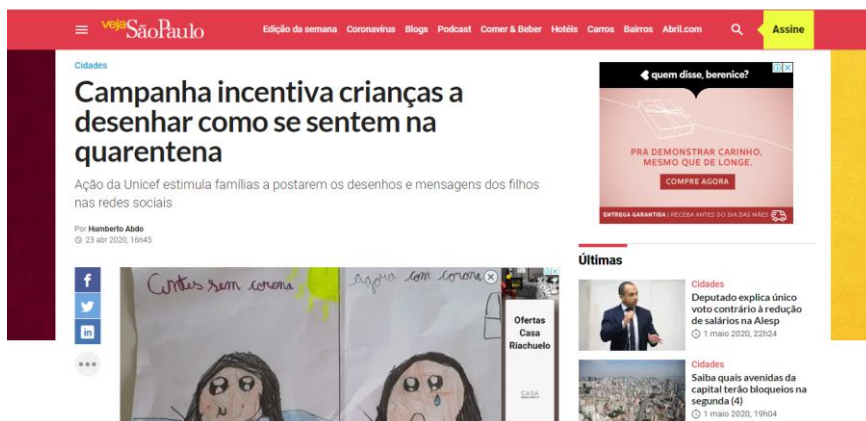 veja SãoPaulo
Edição da semana Coronavírus Blogs Podcast Comer & Beber Hotéis Carros Bairros Abril.com
Assine
Cidades
Campanha incentiva crianças a
desenhar como se sentem na
quarentena
Ação da Unicef estimula famílias a postarem os desenhos e mensagens dos filhos
nas redes sociais
Por Humberto Abdo
23 abr 2020, 16h45
f
in
Antes sem corona
Agora com corona
Ofertas
Casa
Riachuelo
CASA
quem disse, berenice?
PRA DEMONSTRAR CARINHO,
MESMO QUE DE LONGE.
COMPRE AGORA
ENTREGA GARANTIDA | RECEBA ANTES DO DIA DAS MÃES
Últimas
Cidades
Deputado explica único
voto contrário à redução
de salários na Alesp
1 maio 2020, 22h24
Cidades
Saiba quais avenidas da
capital terão bloqueios na
segunda (4)
1 maio 2020, 19h04